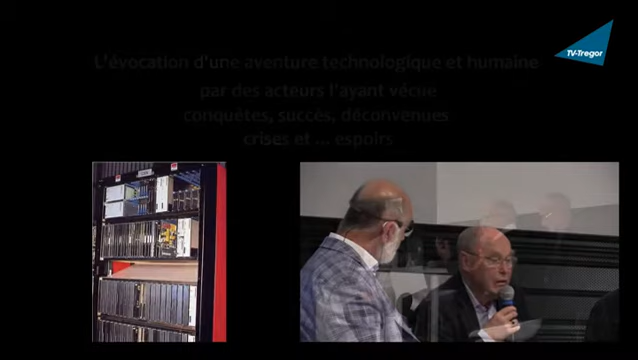 TV-Tregor
L'évocation d'une aventure technologique et humaine
par des acteurs l'ayant vécue
conquêtes, succès, déconvenues
crises et ... espoirs